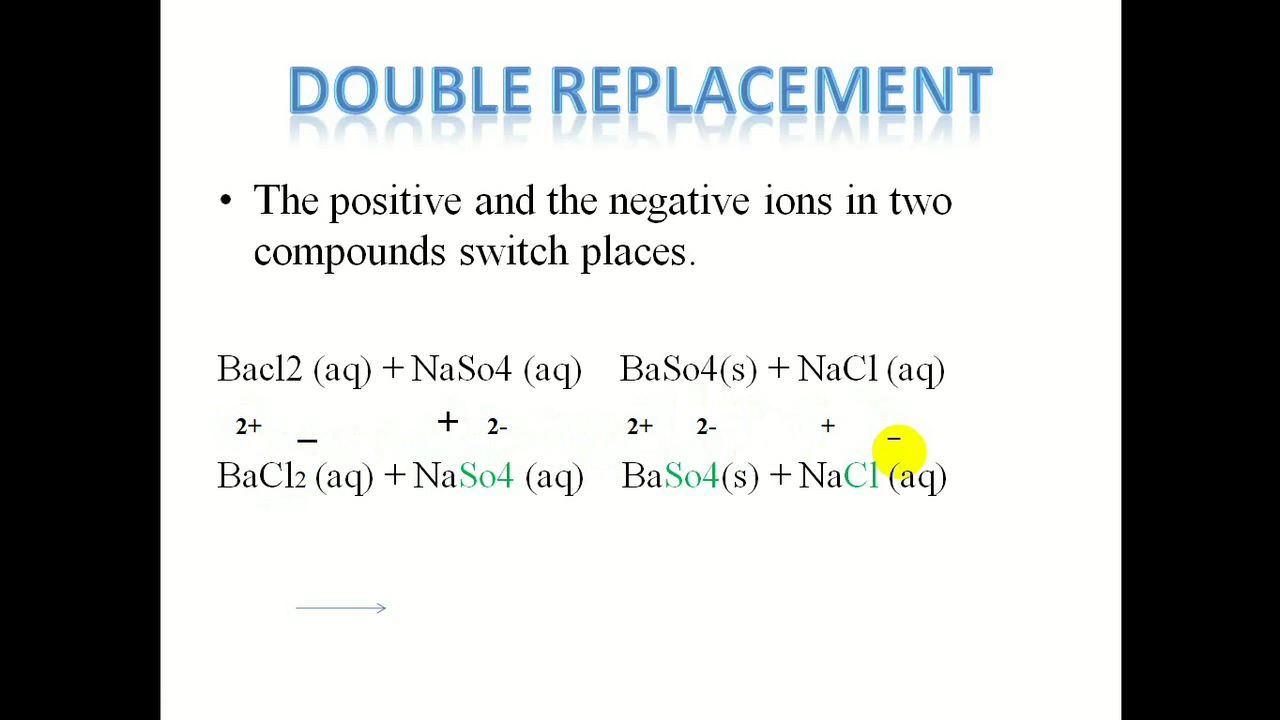 DOUBLE REPLACEMENT
• The positive and the negative ions in two
compounds switch places.
Bacl2 (aq) + NaSo4 (aq) BaSo4(s) + NaCl (aq)
2+ – + 2- 2+ 2- + –
BaCl₂ (aq) + NaSo4 (aq) BaSo4(s) + NaCl (aq)